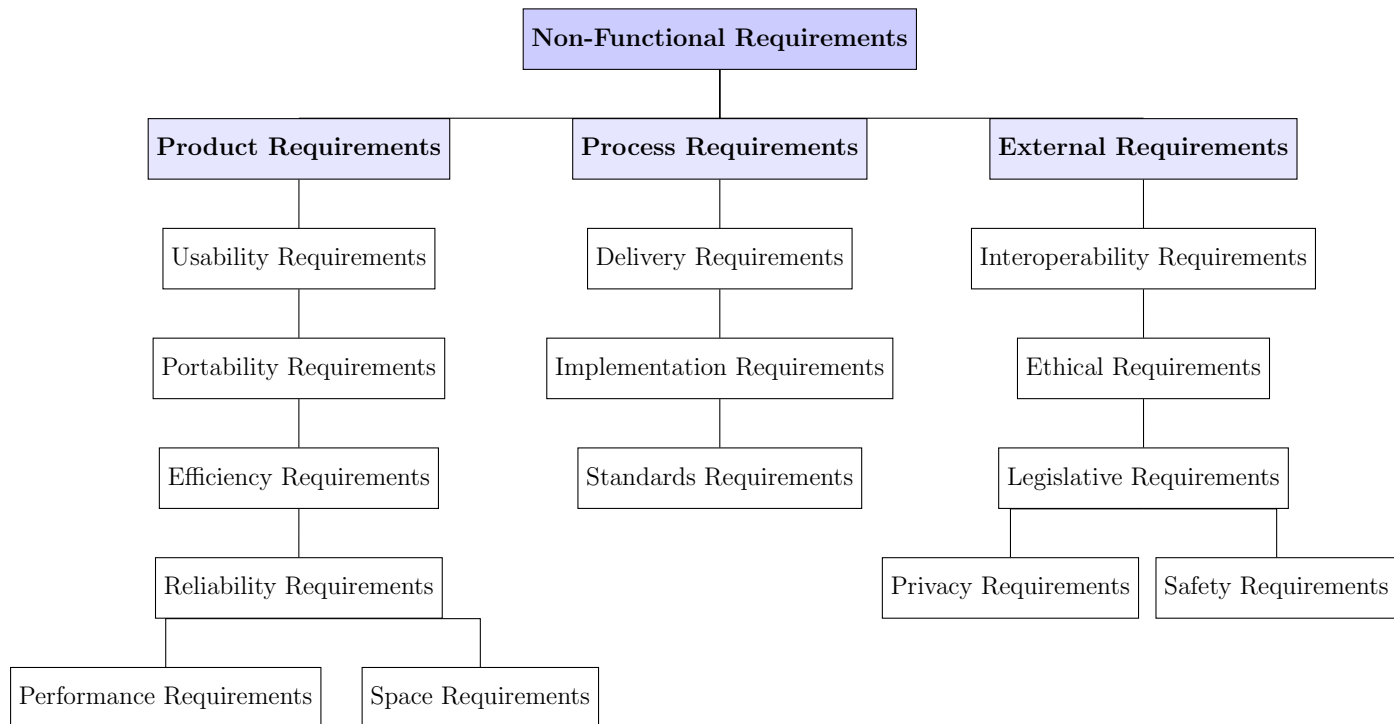 Non-Functional Requirements
Product Requirements
Process Requirements
External Requirements
Usability Requirements
Delivery Requirements
Interoperability Requirements
Portability Requirements
Implementation Requirements
Ethical Requirements
Efficiency Requirements
Standards Requirements
Legislative Requirements
Reliability Requirements
Privacy Requirements
Safety Requirements
Performance Requirements
Space Requirements